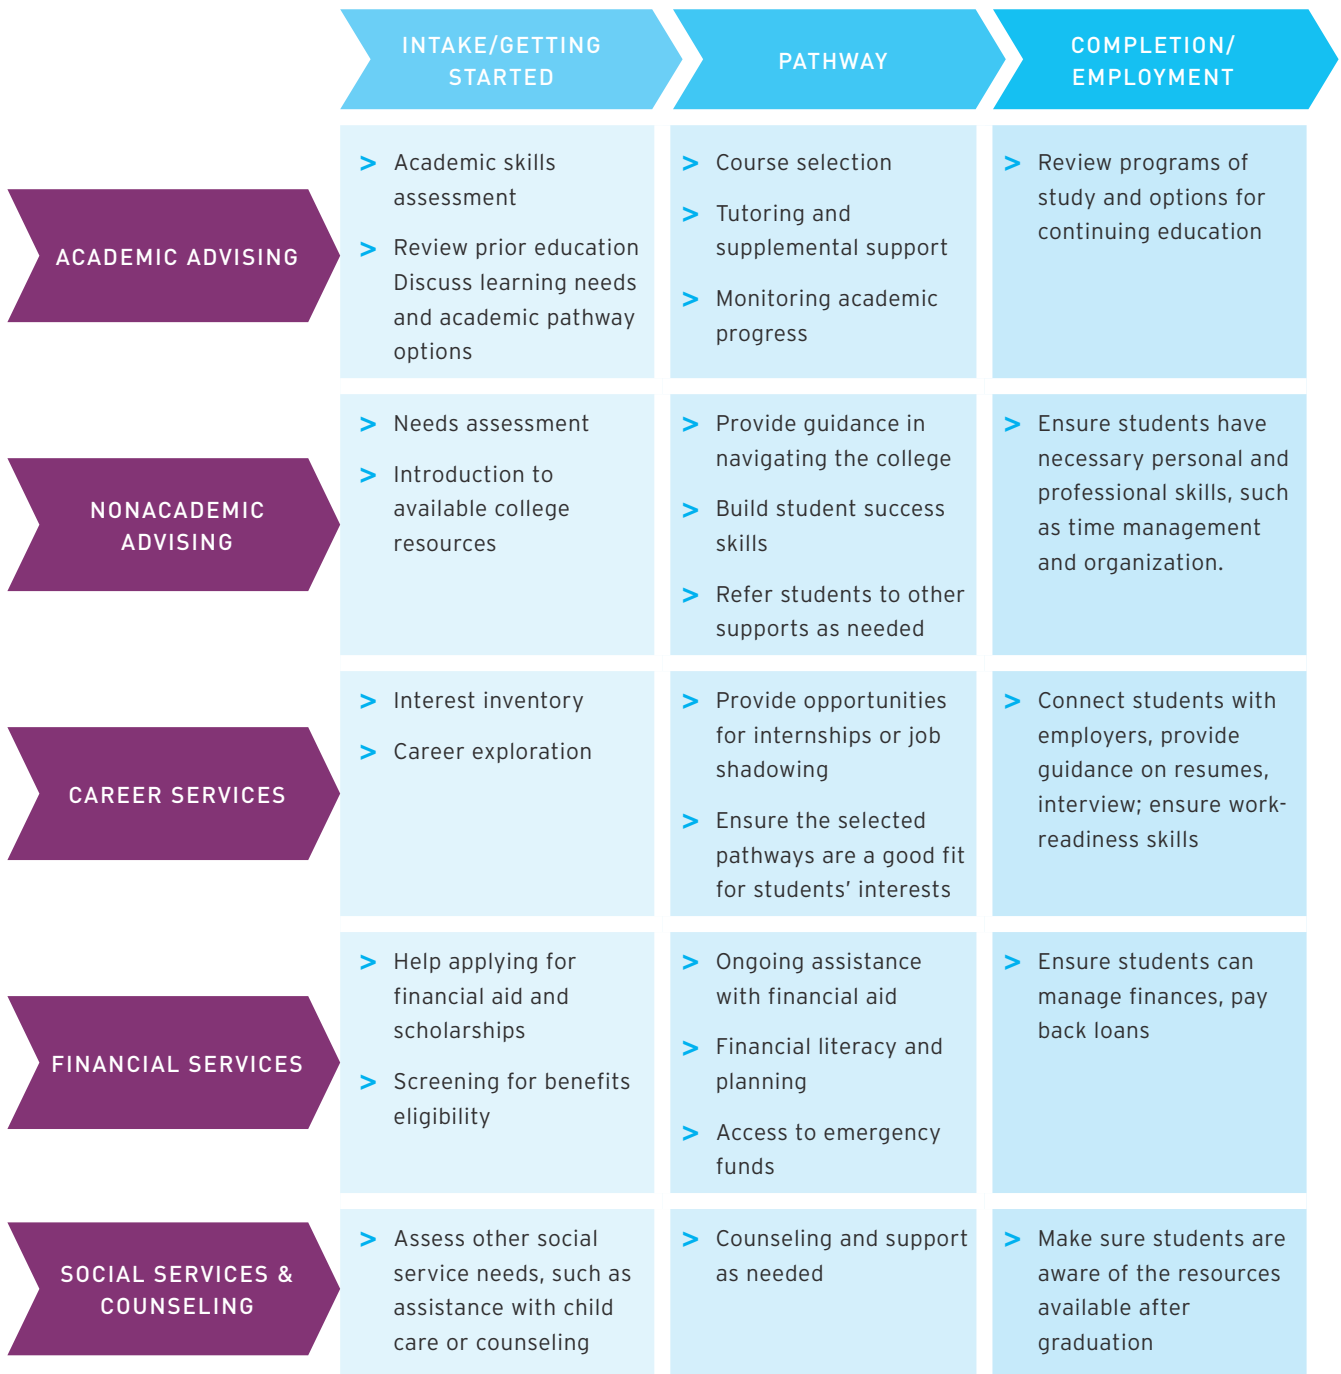 INTAKE/GETTING
STARTED
PATHWAY
COMPLETION/
EMPLOYMENT
ACADEMIC ADVISING
> Academic skills
assessment
> Review prior education
Discuss learning needs
and academic pathway
options
> Course selection
> Tutoring and
supplemental support
> Monitoring academic
progress
> Review programs of
study and options for
continuing education
NONACADEMIC
ADVISING
> Needs assessment
> Introduction to
available college
resources
> Provide guidance in
navigating the college
> Build student success
skills
> Refer students to other
supports as needed
> Ensure students have
necessary personal and
professional skills, such
as time management
and organization.
CAREER SERVICES
> Interest inventory
> Career exploration
> Provide opportunities
for internships or job
shadowing
> Ensure the selected
pathways are a good fit
for students’ interests
> Connect students with
employers, provide
guidance on resumes,
interview; ensure work-
readiness skills
FINANCIAL SERVICES
> Help applying for
financial aid and
scholarships
> Screening for benefits
eligibility
> Ongoing assistance
with financial aid
> Financial literacy and
planning
> Access to emergency
funds
> Ensure students can
manage finances, pay
back loans
SOCIAL SERVICES &
COUNSELING
> Assess other social
service needs, such as
assistance with child
care or counseling
> Counseling and support
as needed
> Make sure students are
aware of the resources
available after
graduation